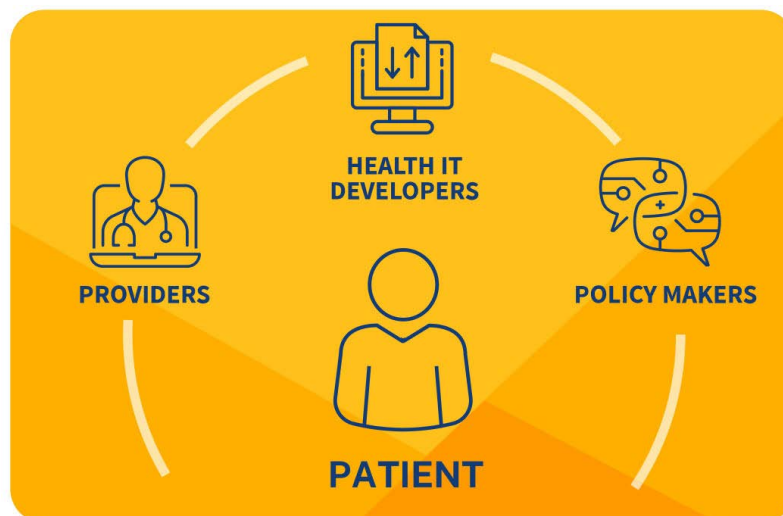 HEALTH IT
DEVELOPERS
PROVIDERS
POLICY MAKERS
PATIENT